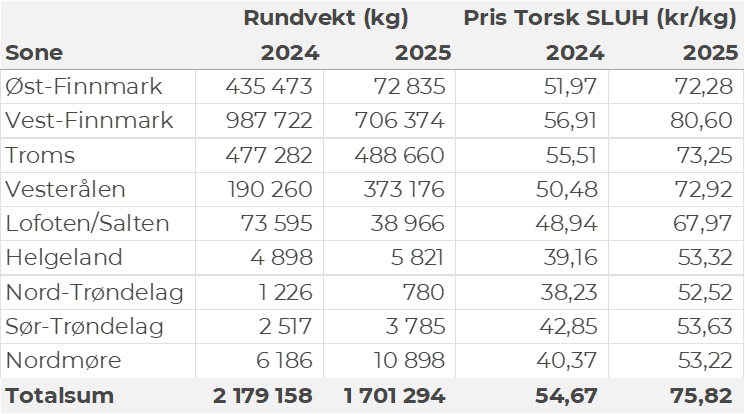 Rundvekt (kg) Pris Torsk SLUH (kr/kg)
Sone 2024 2025 2024 2025
Øst-Finnmark 435 473 72 835 51,97 72,28
Vest-Finnmark 987 722 706 374 56,91 80,60
Troms 477 282 488 660 55,51 73,25
Vesterålen 190 260 373 176 50,48 72,92
Lofoten/Salten 73 595 38 966 48,94 67,97
Helgeland 4 898 5 821 39,16 53,32
Nord-Trøndelag 1 226 780 38,23 52,52
Sør-Trøndelag 2 517 3 785 42,85 53,63
Nordmøre 6 186 10 898 40,37 53,22
Totalsum 2 179 158 1 701 294 54,67 75,82